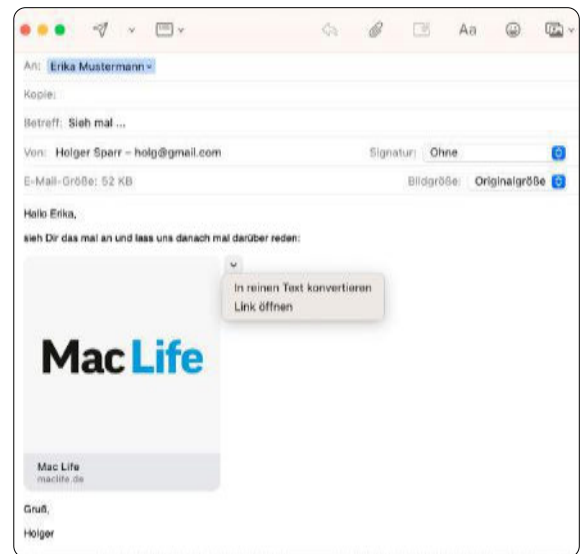 Aa
An: Erika Mustermann
Kopie:
Betreff: Sieh mal ...
Von: Holger Sparr – holg@gmail.com Signatur: Ohne
E-Mail-Größe: 52 KB Bildgröße: Originalgröße
Hallo Erika,
sieh Dir das mal an und lass uns danach mal darüber reden:
In reinen Text konvertieren
Link öffnen
Mac Life
Mac Life
maclife.de
Gruß,
Holger